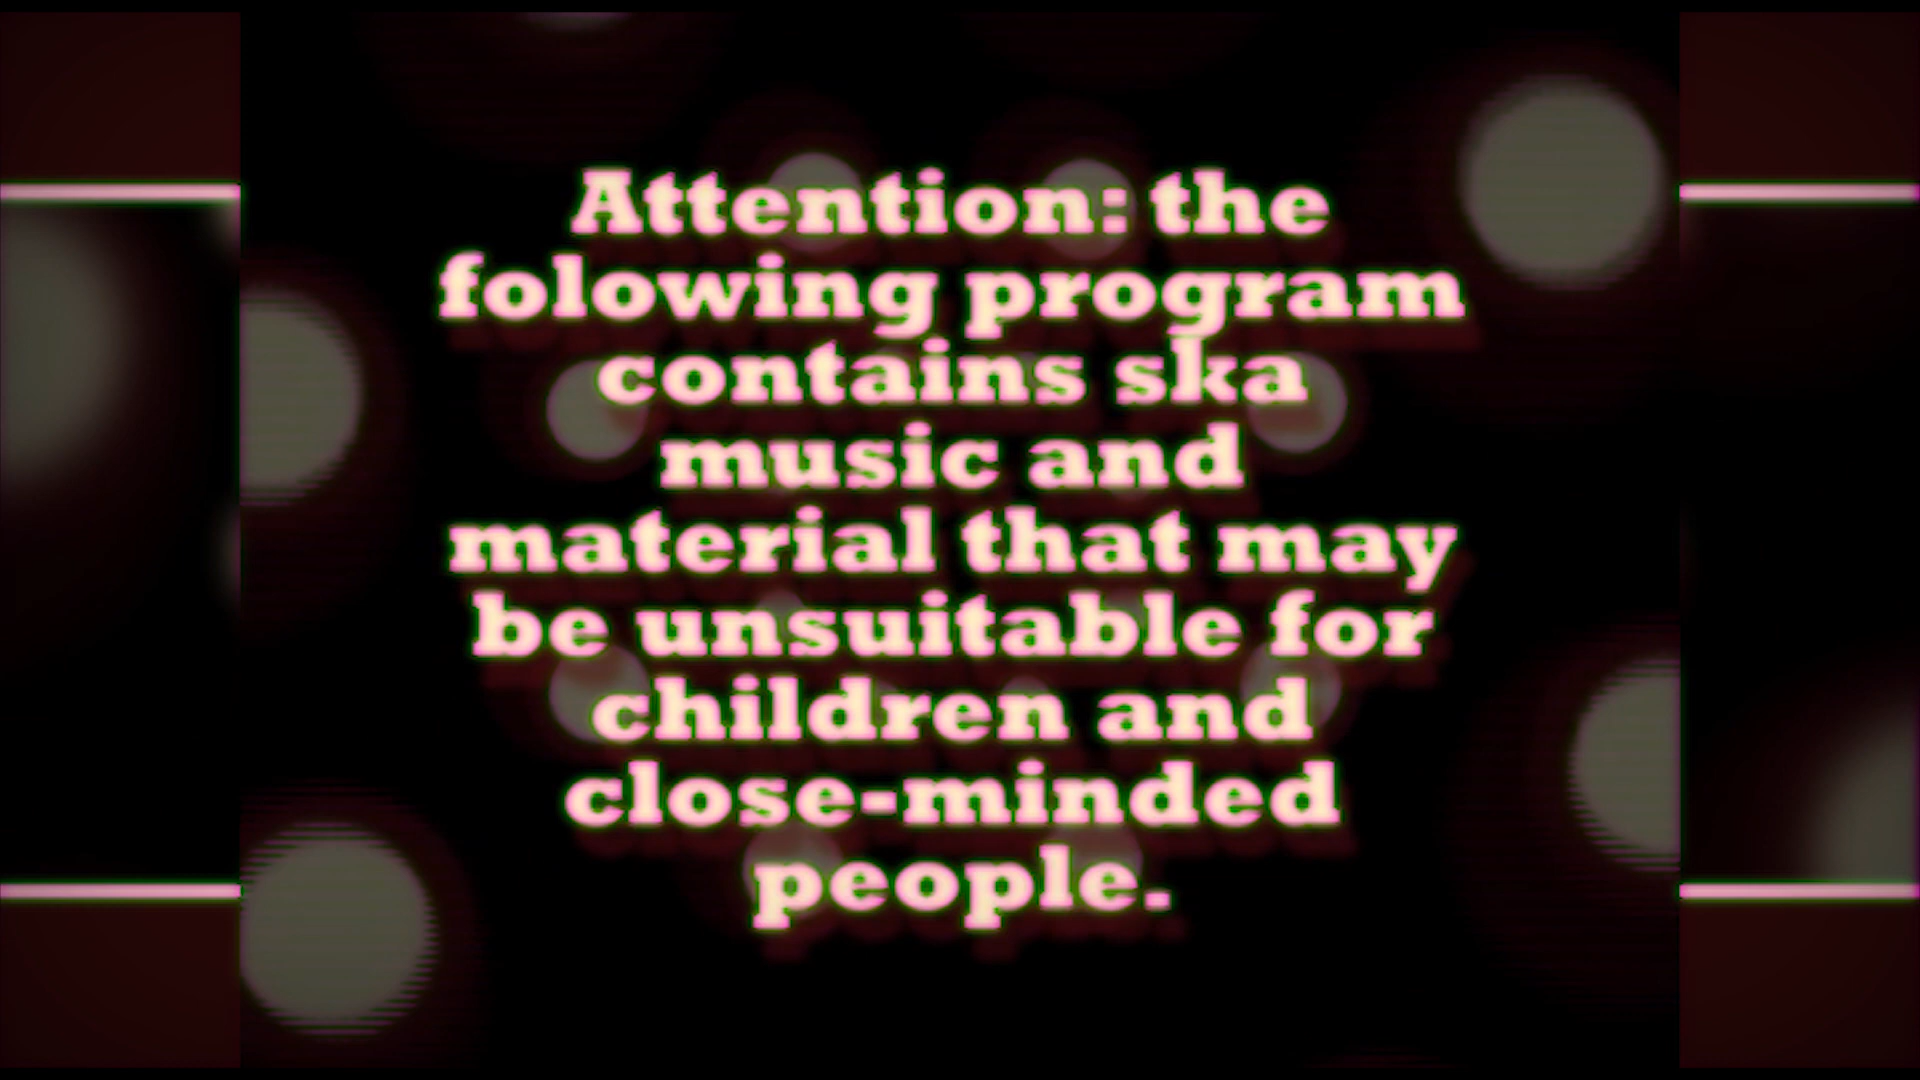 Attention: the
folowing program
contains ska
music and
material that may
be unsuitable for
children and
close-minded
people.